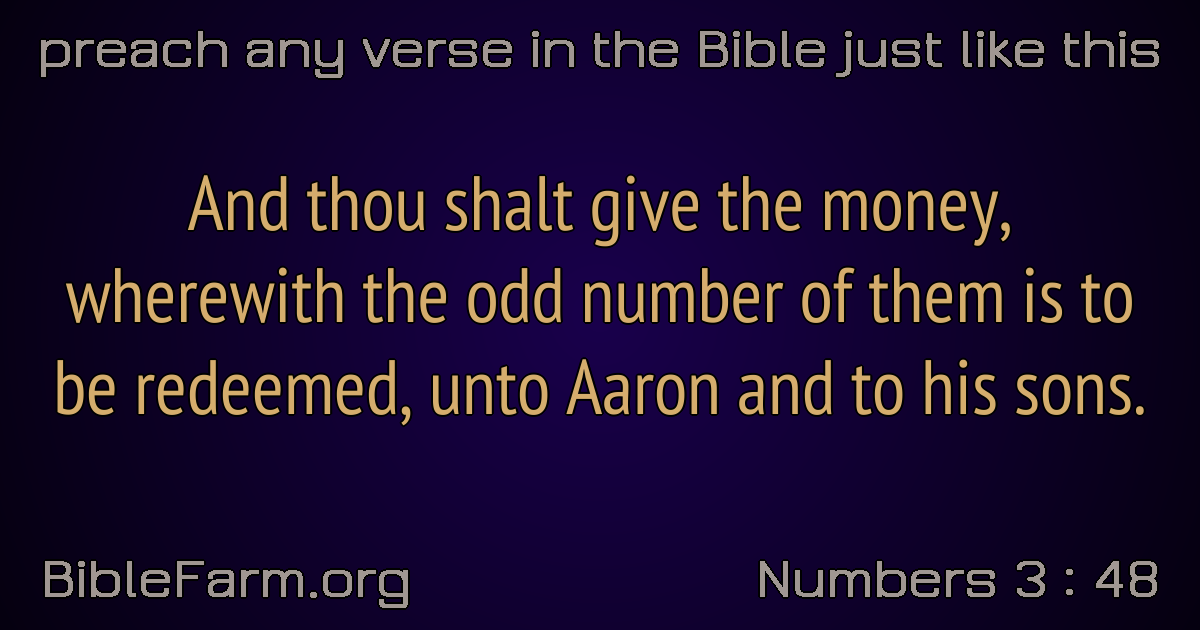 preach any verse in the Bible just like this
And thou shalt give the money,
wherewith the odd number of them is to
be redeemed, unto Aaron and to his sons.
BibleFarm.org
Numbers 3 : 48